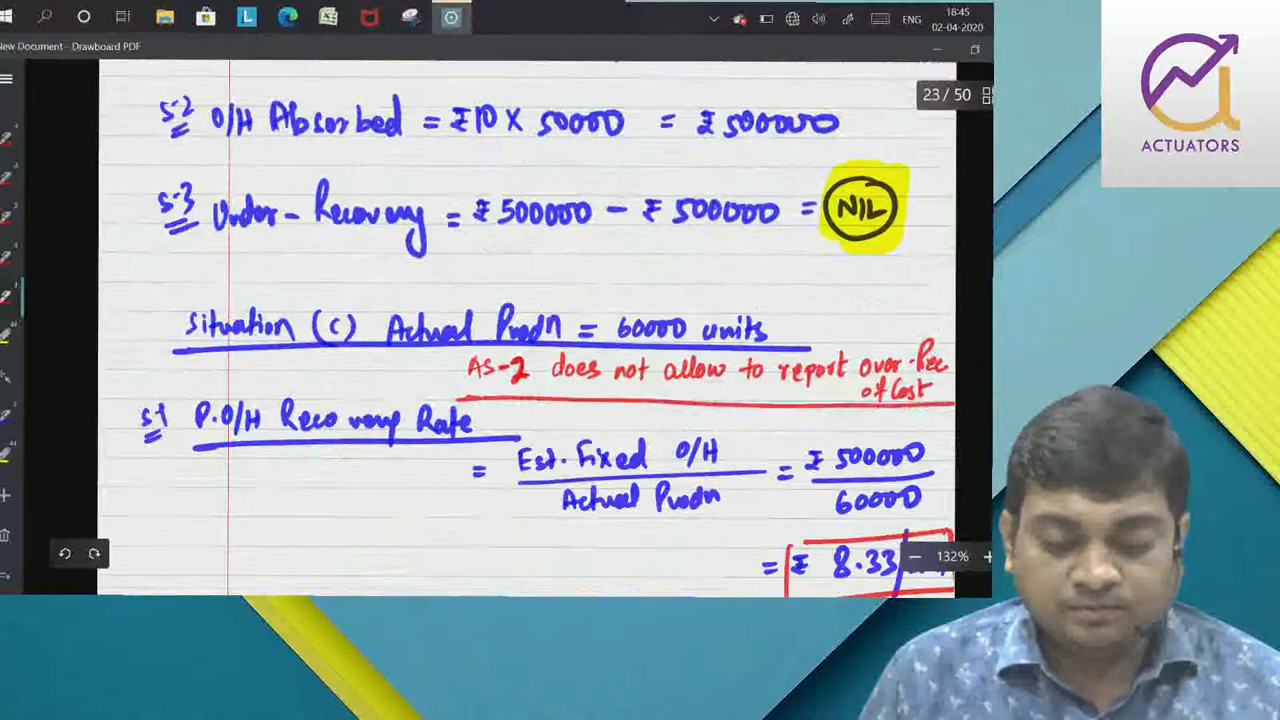 18:45
ENG
02-04-2020
New Document - Drawboard PDF
23 / 50
ACTUATORS
S-2 O/H Absorbed = ₹10 × 50000 = ₹ 500000
S-3 Under-Recovery = ₹ 500000 - ₹ 500000 = NIL
Situation (C) Actual Prodn = 60000 units
AS-2 does not allow to report Over-Rec
of Cost
S-1 P.O/H Recovery Rate
= Est. Fixed O/H = ₹ 500000
Actual Prodn 60000
= ₹ 8.33/
132%